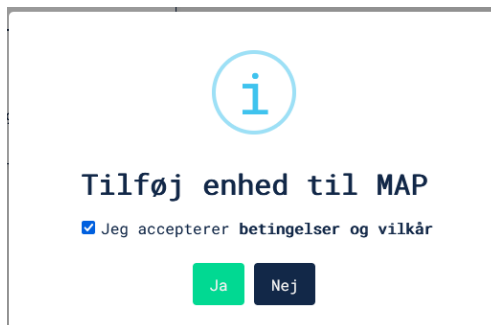 i
Tilføj enhed til MAP
Jeg accepterer betingelser og vilkår
Ja Nej